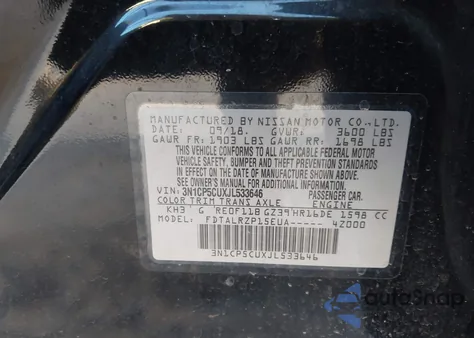 MANUFACTURED BY NISSAN MOTOR CO., LTD.
DATE: 09/18. GVWR: 3600 LBS
GAWR FR: 1903 LBS GAWR RR: 1698 LBS
THIS VEHICLE CONFORMS TO ALL APPLICABLE FEDERAL MOTOR
VEHICLE SAFETY, BUMPER AND THEFT PREVENTION STANDARDS IN
EFFECT ON THE DATE OF MANUFACTURE SHOWN ABOVE.
SEE OWNER'S MANUAL FOR ADDITIONAL INFORMATION.
VIN: 3N1CP5CUXJL533646 PASSENGER CAR.
COLOR TRIM TRANS AXLE ENGINE
KH3 G RE0F11B GZ39 HR16DE 1598 CC
MODEL: FDTALRZP15EUA----- 42000
3N1CP5CUXJL533646
autoSnap